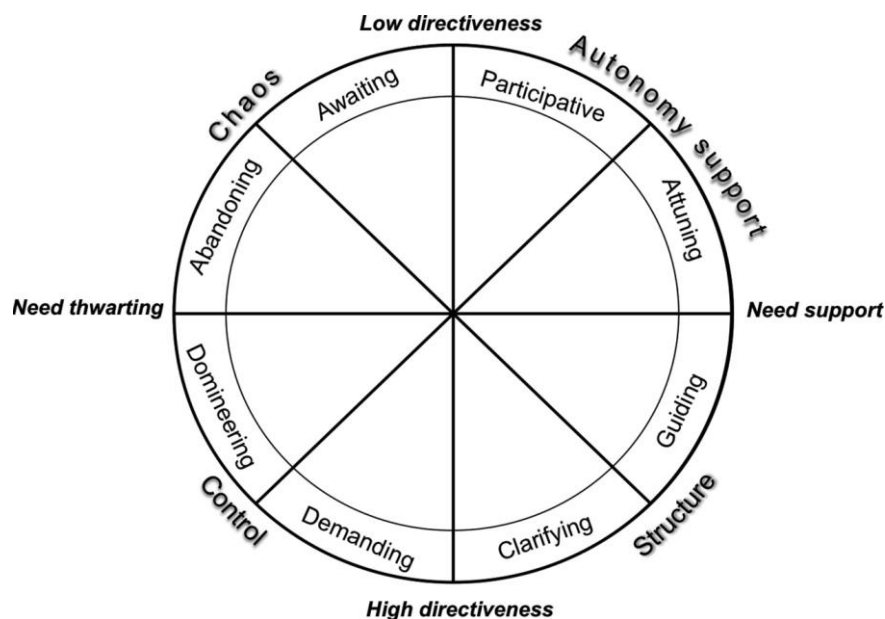 Low directiveness
Chaos
Autonomy support
Awaiting
Participative
Abandoning
Attuning
Need thwarting
Need support
Domineering
Guiding
Control
Structure
Demanding
Clarifying
High directiveness